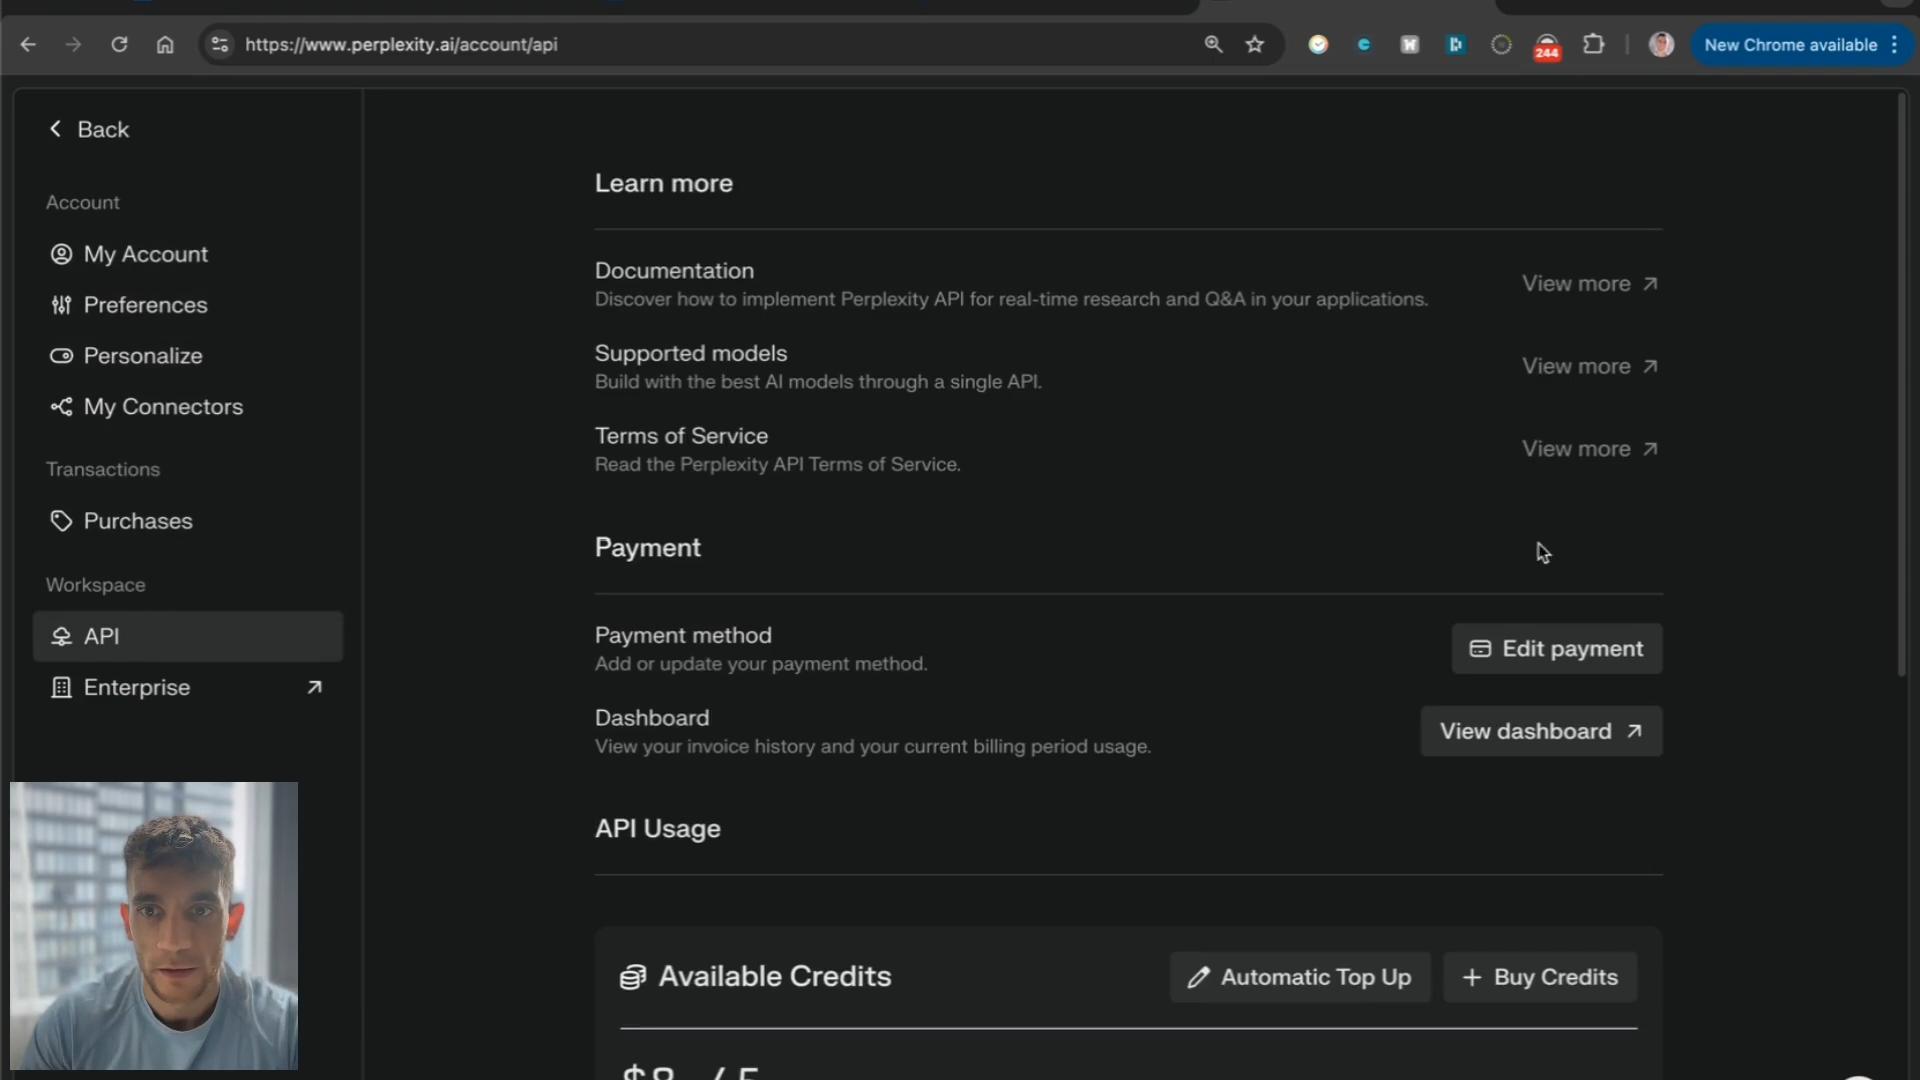 https://www.perplexity.ai/account/api
244
New Chrome available
Back
Account
My Account
Preferences
Personalize
My Connectors
Transactions
Purchases
Workspace
API
Enterprise
Learn more
Documentation
Discover how to implement Perplexity API for real-time research and Q&A in your applications.
View more
Supported models
Build with the best AI models through a single API.
View more
Terms of Service
Read the Perplexity API Terms of Service.
View more
Payment
Payment method
Add or update your payment method.
Edit payment
Dashboard
View your invoice history and your current billing period usage.
View dashboard
API Usage
Available Credits
Automatic Top Up
Buy Credits